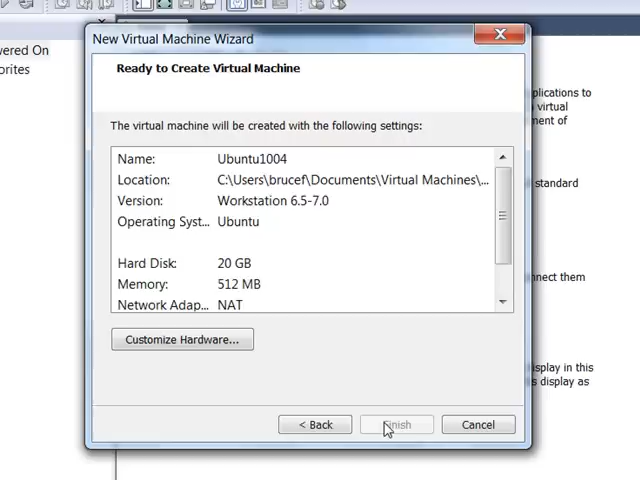 New Virtual Machine Wizard
Ready to Create Virtual Machine
The virtual machine will be created with the following settings:
Name: Ubuntu1004
Location: C:\Users\brucef\Documents\Virtual Machines\...
Version: Workstation 6.5-7.0
Operating Syst... Ubuntu
Hard Disk: 20 GB
Memory: 512 MB
Network Adap... NAT
Customize Hardware...
< Back
Finish
Cancel
wered On
orites
plications to
virtual
ment of
standard
nnect them
isplay in this
s display as